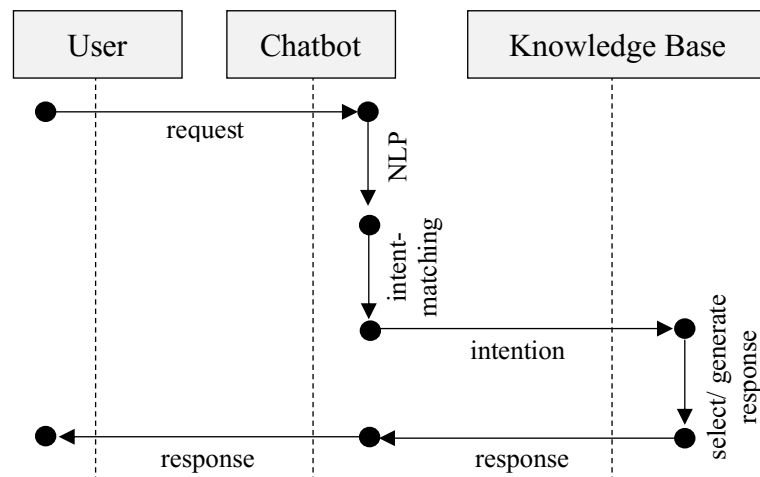 User
Chatbot
Knowledge Base
request
NLP
intent-
matching
intention
select/ generate
response
response
response